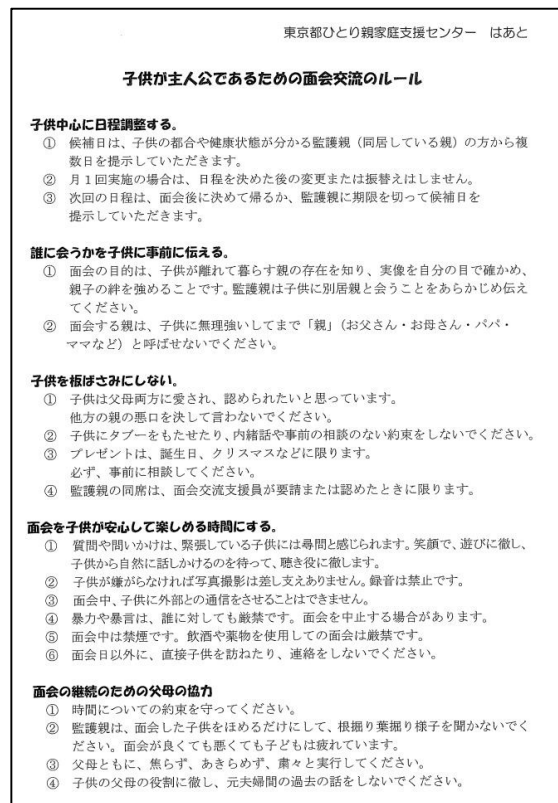 東京都ひとり親家庭支援センター　はあと
子供が主人公であるための面会交流のルール
子供中心に日程調整する。
① 候補日は、子供の都合や健康状態が分かる監護親（同居している親）の方から複
数日を提示していただきます。
② 月１回実施の場合は、日程を決めた後の変更または振替えはしません。
③ 次回の日程は、面会後に決めて帰るか、監護親に期限を切って候補日を
提示していただきます。
誰に会うかを子供に事前に伝える。
① 面会の目的は、子供が離れて暮らす親の存在を知り、実像を自分の目で確かめ、
親子の絆を強めることです。監護親は子供に別居親と会うことをあらかじめ伝え
てください。
② 面会する親は、子供に無理強いしてまで「親」（お父さん・お母さん・パパ・
ママなど）と呼ばせないでください。
子供を板ばさみにしない。
① 子供は父母両方に愛され、認められたいと思っています。
他方の親の悪口を決して言わないでください。
② 子供にタブーをもたせたり、内緒話や事前の相談のない約束をしないでください。
③ プレゼントは、誕生日、クリスマスなどに限ります。
必ず、事前に相談してください。
④ 監護親の同席は、面会交流支援員が要請または認めたときに限ります。
面会を子供が安心して楽しめる時間にする。
① 質問や問いかけは、緊張している子供には尋問と感じられます。笑顔で、遊びに徹し、
子供から自然に話しかけるのを待って、聴き役に徹します。
② 子供が嫌がらなければ写真撮影は差し支えありません。録音は禁止です。
③ 面会中、子供に外部との通信をさせることはできません。
④ 暴力や暴言は、誰に対しても厳禁です。面会を中止する場合があります。
⑤ 面会中は禁煙です。飲酒や薬物を使用しての面会は厳禁です。
⑥ 面会日以外に、直接子供を訪ねたり、連絡をしないでください。
面会の継続のための父母の協力
① 時間についての約束を守ってください。
② 監護親は、面会した子供をほめるだけにして、根掘り葉掘り様子を聞かないでく
ださい。面会が良くても悪くても子どもは疲れています。
③ 父母ともに、焦らず、あきらめず、粛々と実行してください。
④ 子供の父母の役割に徹し、元夫婦間の過去の話をしないでください。